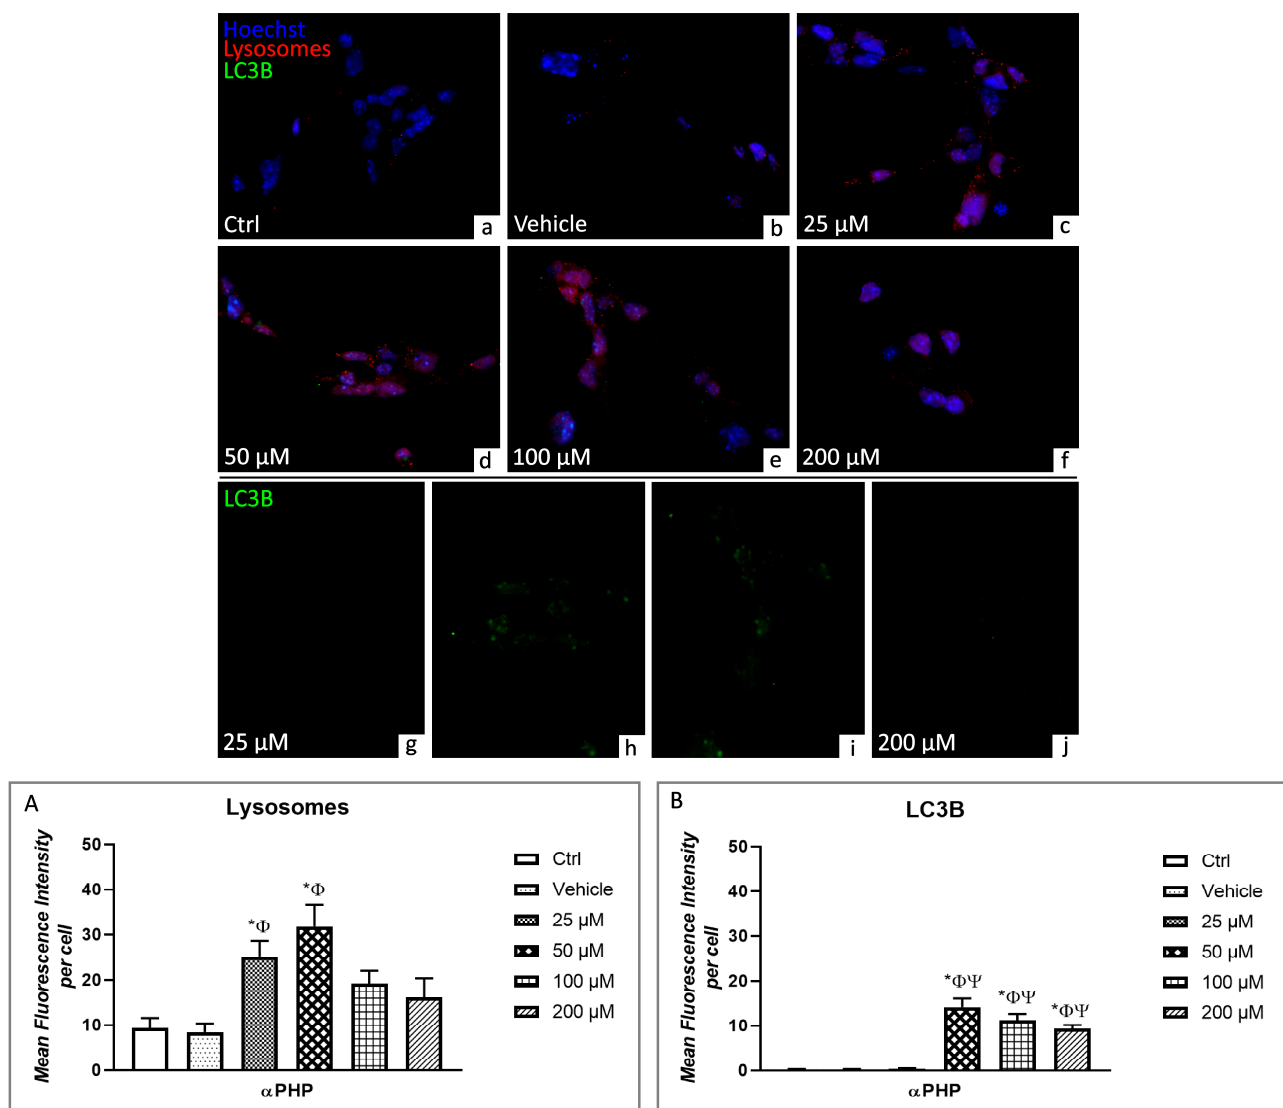 Hoechst
Lysosomes
LC3B
Ctrl
a
Vehicle
b
25 µM
c
50 µM
d
100 µM
e
200 µM
f
LC3B
25 µM
g
h
i
200 µM
j
A
Lysosomes
Mean Fluorescence Intensity
per cell
50
40
30
20
10
0
*Φ
*Φ
αPHP
Ctrl
Vehicle
25 µM
50 µM
100 µM
200 µM
B
LC3B
Mean Fluorescence Intensity
per cell
50
40
30
20
10
0
*ΦΨ
*ΦΨ
*ΦΨ
αPHP
Ctrl
Vehicle
25 µM
50 µM
100 µM
200 µM